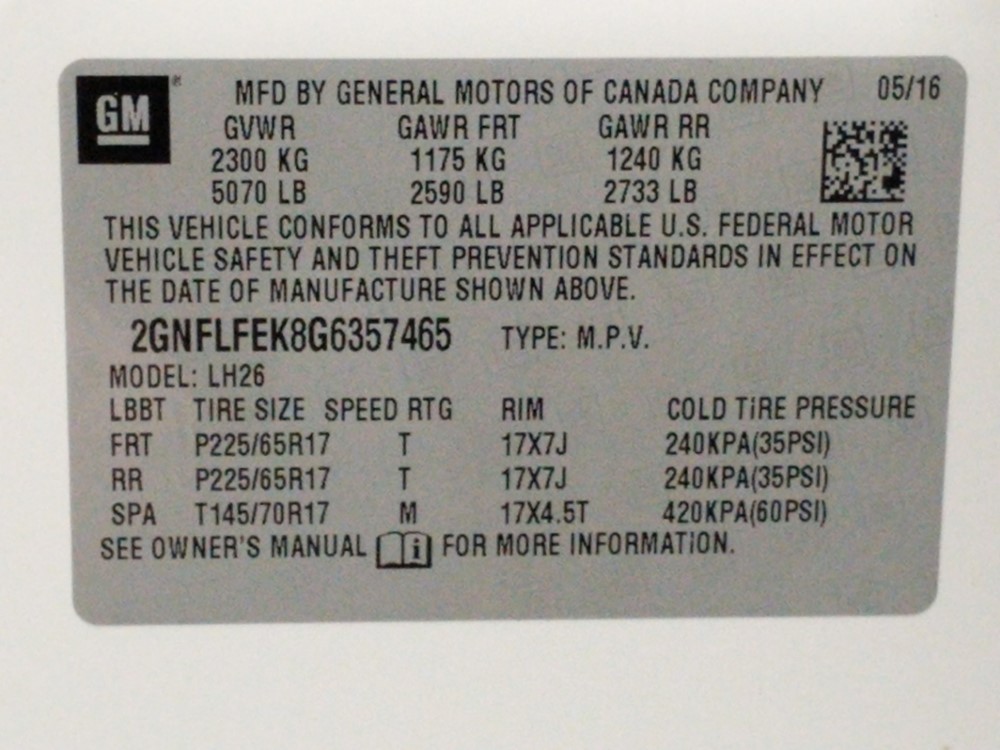 GM ® MFD BY GENERAL MOTORS OF CANADA COMPANY 05/16
GVWR GAWR FRT GAWR RR
2300 KG 1175 KG 1240 KG
5070 LB 2590 LB 2733 LB
THIS VEHICLE CONFORMS TO ALL APPLICABLE U.S. FEDERAL MOTOR
VEHICLE SAFETY AND THEFT PREVENTION STANDARDS IN EFFECT ON
THE DATE OF MANUFACTURE SHOWN ABOVE.
2GNFLFEK8G6357465 TYPE: M.P.V.
MODEL: LH26
LBBT TIRE SIZE SPEED RTG RIM COLD TIRE PRESSURE
FRT P225/65R17 T 17X7J 240KPA(35PSI)
RR P225/65R17 T 17X7J 240KPA(35PSI)
SPA T145/70R17 M 17X4.5T 420KPA(60PSI)
SEE OWNER'S MANUAL i FOR MORE INFORMATION.